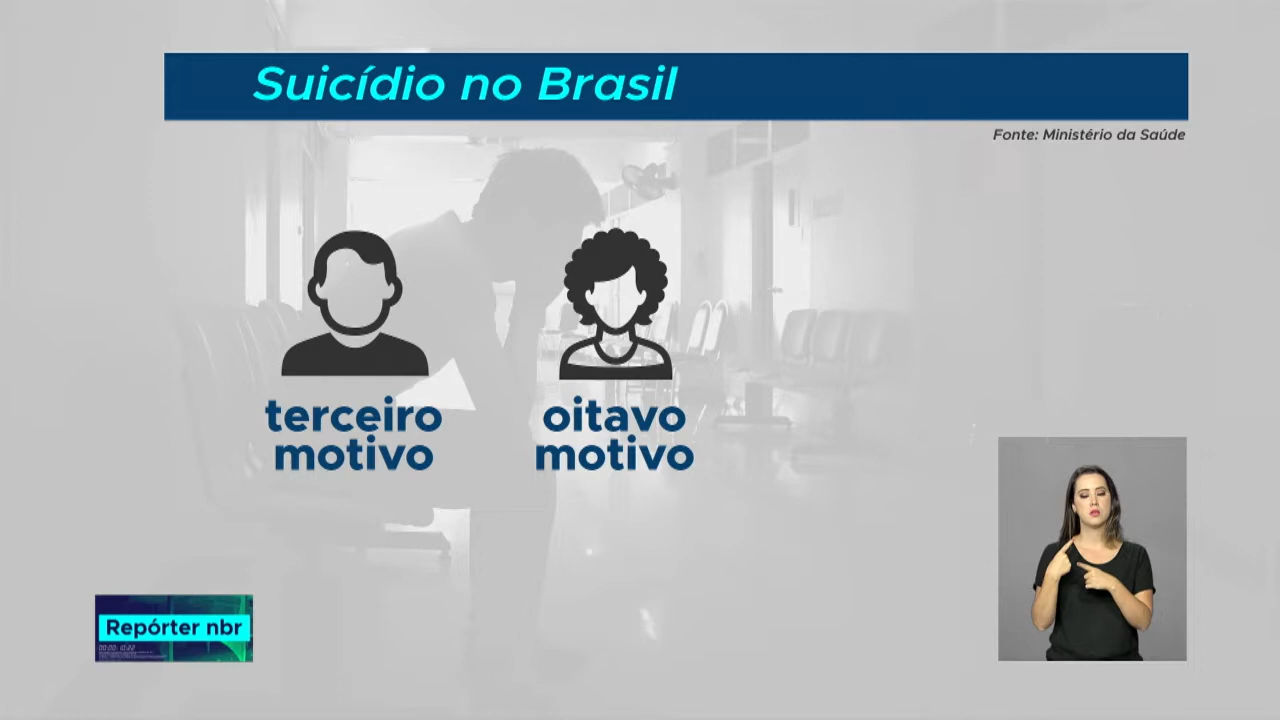 Suicídio no Brasil
Fonte: Ministério da Saúde
terceiro
motivo
oitavo
motivo
Repórter nbr